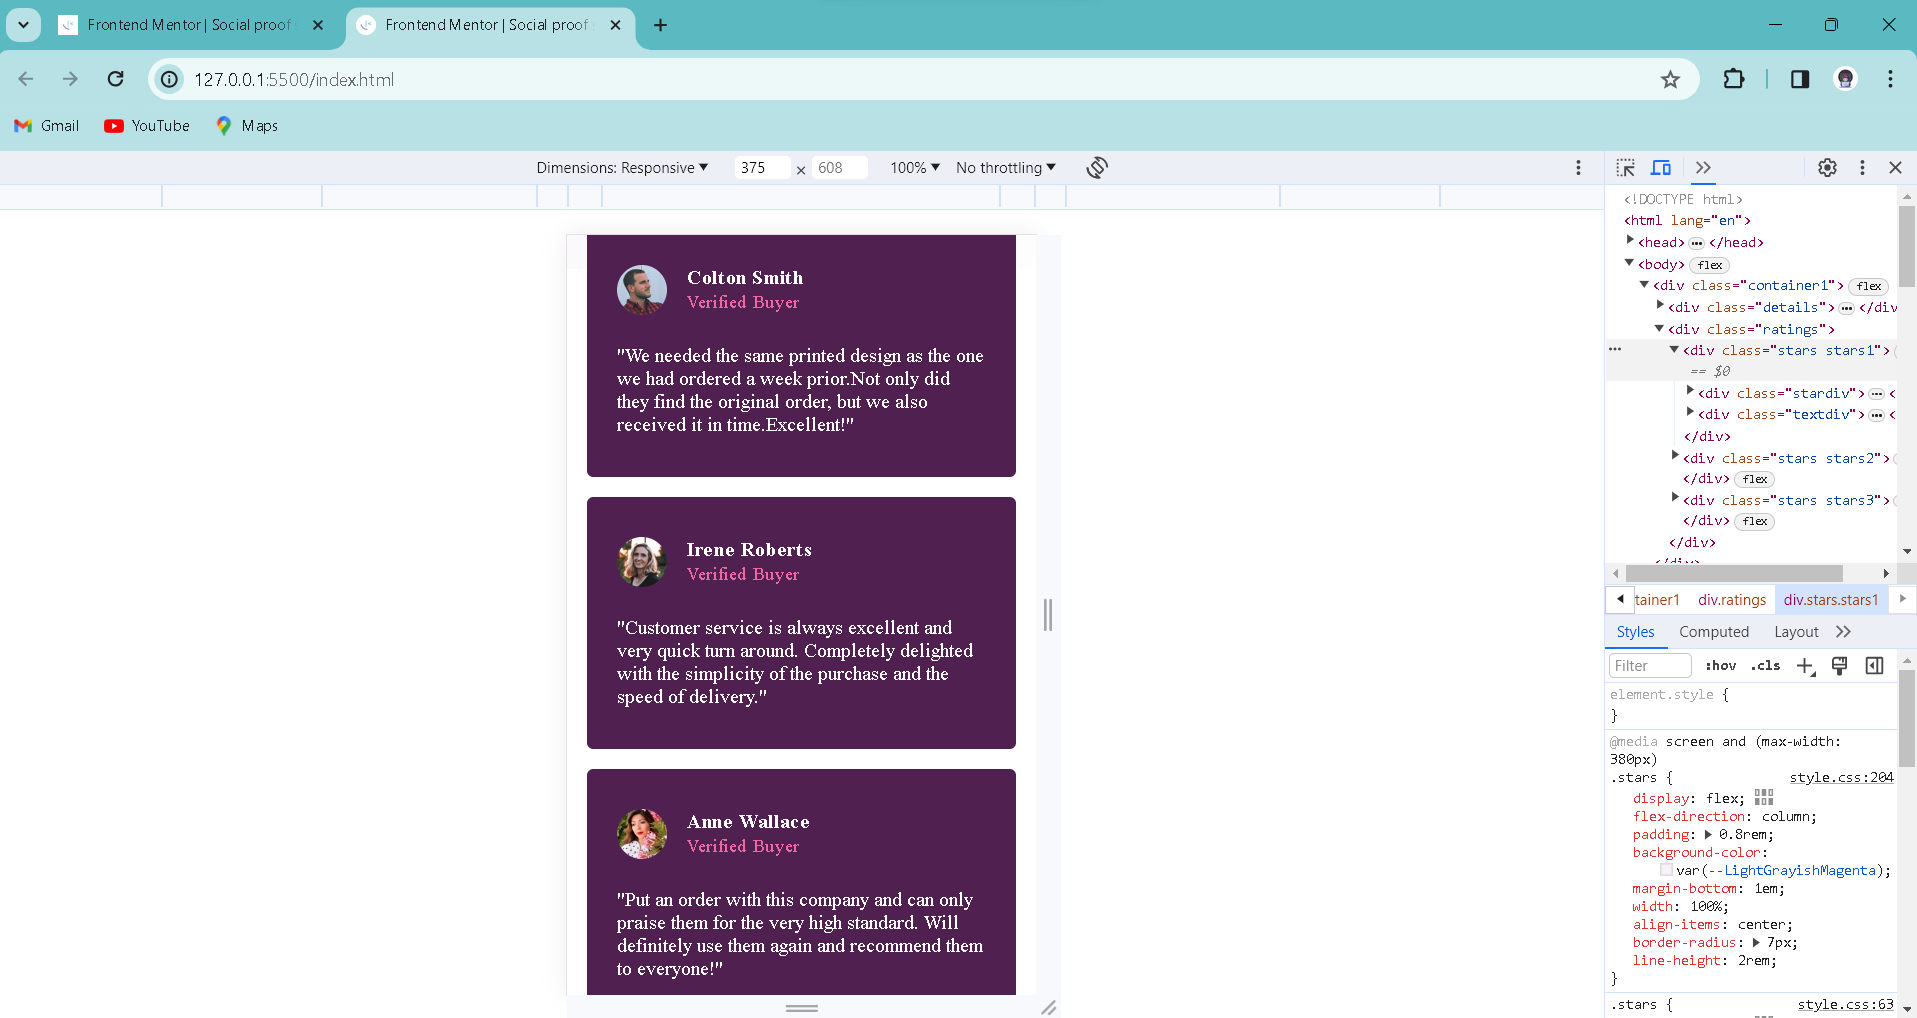 Frontend Mentor | Social proof
Frontend Mentor | Social proof
127.0.0.1:5500/index.html
Gmail
YouTube
Maps
Dimensions: Responsive
375 × 608
100%
No throttling
Colton Smith
Verified Buyer
"We needed the same printed design as the one
we had ordered a week prior.Not only did
they find the original order, but we also
received it in time.Excellent!"
Irene Roberts
Verified Buyer
"Customer service is always excellent and
very quick turn around. Completely delighted
with the simplicity of the purchase and the
speed of delivery."
Anne Wallace
Verified Buyer
"Put an order with this company and can only
praise them for the very high standard. Will
definitely use them again and recommend them
to everyone!"
<!DOCTYPE html>
<html lang="en">
<head> ••• </head>
<body> flex
<div class="container1"> flex
<div class="details"> ••• </div
<div class="ratings">
••• <div class="stars stars1">
== $0
<div class="stardiv"> ••• <
<div class="textdiv"> ••• <
</div>
<div class="stars stars2">
</div> flex
<div class="stars stars3">
</div> flex
</div>
</div>
tainer1 div.ratings div.stars.stars1
Styles Computed Layout
Filter :hov .cls
element.style {
}
@media screen and (max-width:
380px)
.stars { style.css:204
display: flex;
flex-direction: column;
padding: 0.8rem;
background-color:
var(--LightGrayishMagenta);
margin-bottom: 1em;
width: 100%;
align-items: center;
border-radius: 7px;
line-height: 2rem;
}
.stars { style.css:63